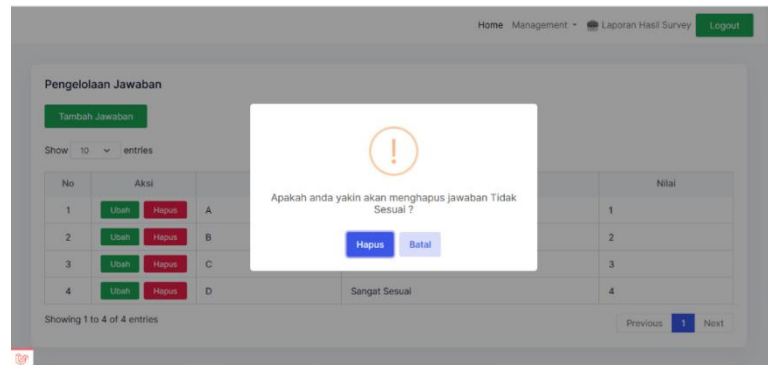 Home Management Laporan Hasil Survey Logout
Pengelolaan Jawaban
Tambah Jawaban
Show 10 entries
No Aksi Nilai
1 Ubah Hapus A 1
2 Ubah Hapus B 2
3 Ubah Hapus C 3
4 Ubah Hapus D Sangat Sesuai 4
Showing 1 to 4 of 4 entries
Previous 1 Next
!
Apakah anda yakin akan menghapus jawaban Tidak
Sesuai ?
Hapus Batal